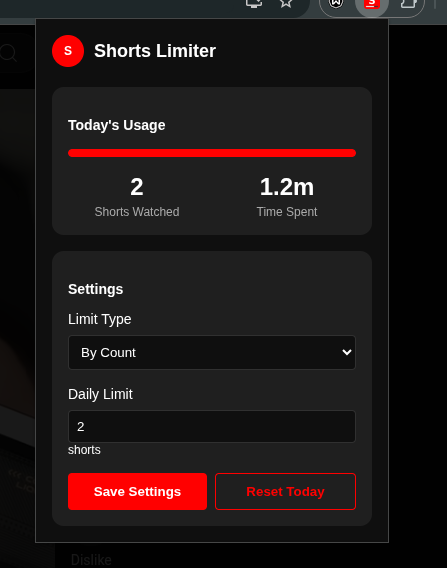 S
S Shorts Limiter
Today's Usage
2 1.2m
Shorts Watched Time Spent
Settings
Limit Type
By Count
Daily Limit
2
shorts
Save Settings Reset Today
Dislike